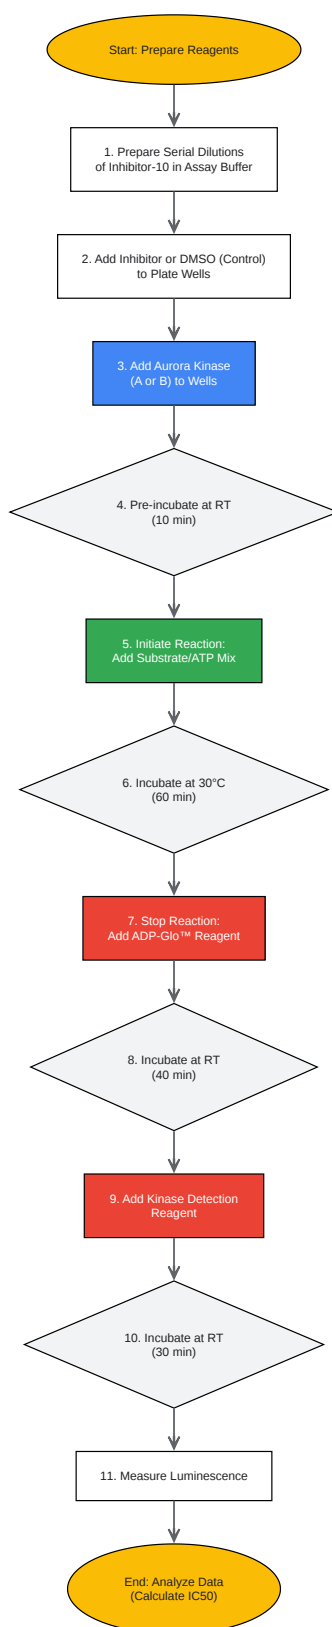 Start: Prepare Reagents
1. Prepare Serial Dilutions
of Inhibitor-10 in Assay Buffer
2. Add Inhibitor or DMSO (Control)
to Plate Wells
3. Add Aurora Kinase
(A or B) to Wells
4. Pre-incubate at RT
(10 min)
5. Initiate Reaction:
Add Substrate/ATP Mix
6. Incubate at 30°C
(60 min)
7. Stop Reaction:
Add ADP-Glo™ Reagent
8. Incubate at RT
(40 min)
9. Add Kinase Detection
Reagent
10. Incubate at RT
(30 min)
11. Measure Luminescence
End: Analyze Data
(Calculate IC50)